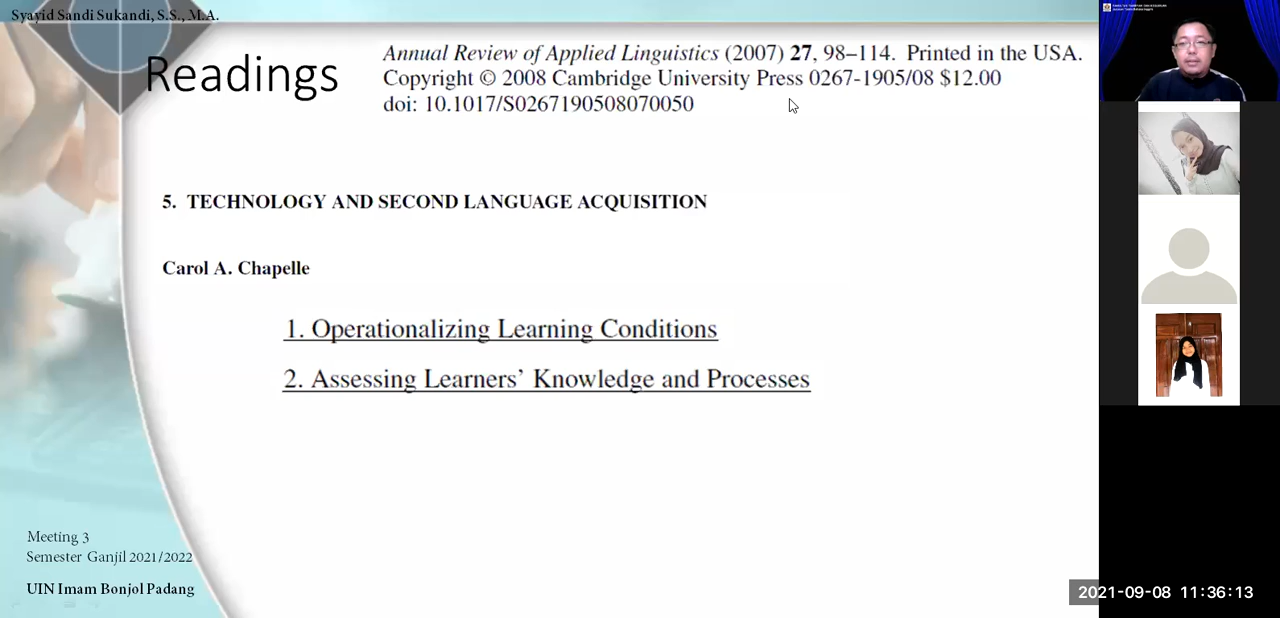 Syayid Sandi Sukandi, S.S., M.A.
Readings
Annual Review of Applied Linguistics (2007) 27, 98–114. Printed in the USA.
Copyright © 2008 Cambridge University Press 0267-1905/08 $12.00
doi: 10.1017/S0267190508070050
5. TECHNOLOGY AND SECOND LANGUAGE ACQUISITION
Carol A. Chapelle
1. Operationalizing Learning Conditions
2. Assessing Learners’ Knowledge and Processes
Meeting 3
Semester Ganjil 2021/2022
UIN Imam Bonjol Padang
2021-09-08 11:36:13